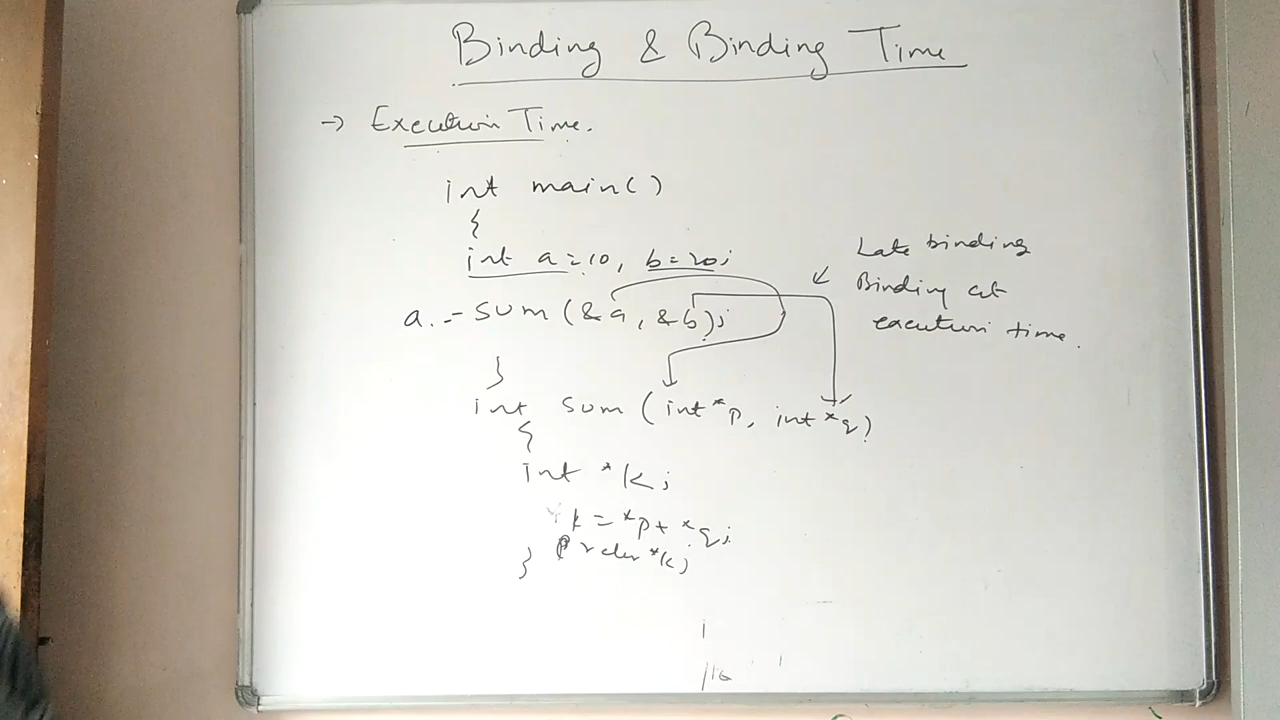 Binding & Binding Time
→ Execution Time.
int main()
{
int a=10, b=20;
a.=sum(&a, &b);
}
int sum(int *p, int *q)
{
int *k;
k = *p+ *q;
*k;
}
Late binding
Binding at
execution time.